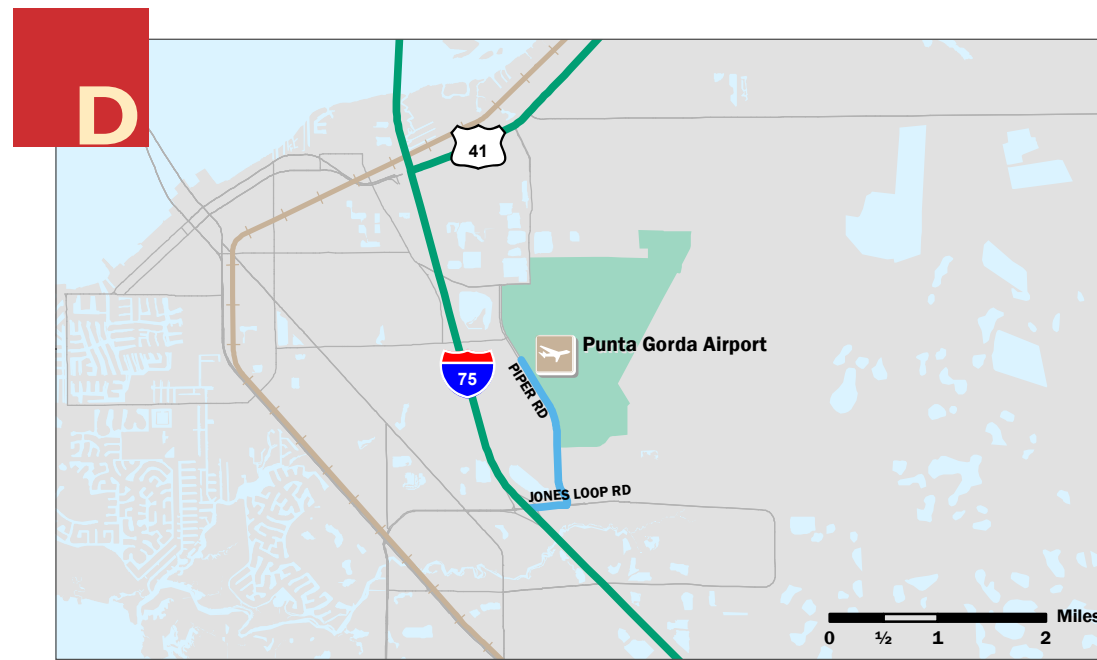 D
41
Punta Gorda Airport
75
PIPER RD
JONES LOOP RD
Miles
0 ½ 1 2